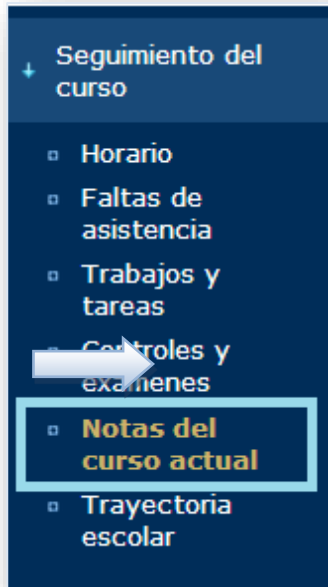 Seguimiento del
curso
Horario
Faltas de
asistencia
Trabajos y
tareas
Controles y
exámenes
Notas del
curso actual
Trayectoria
escolar